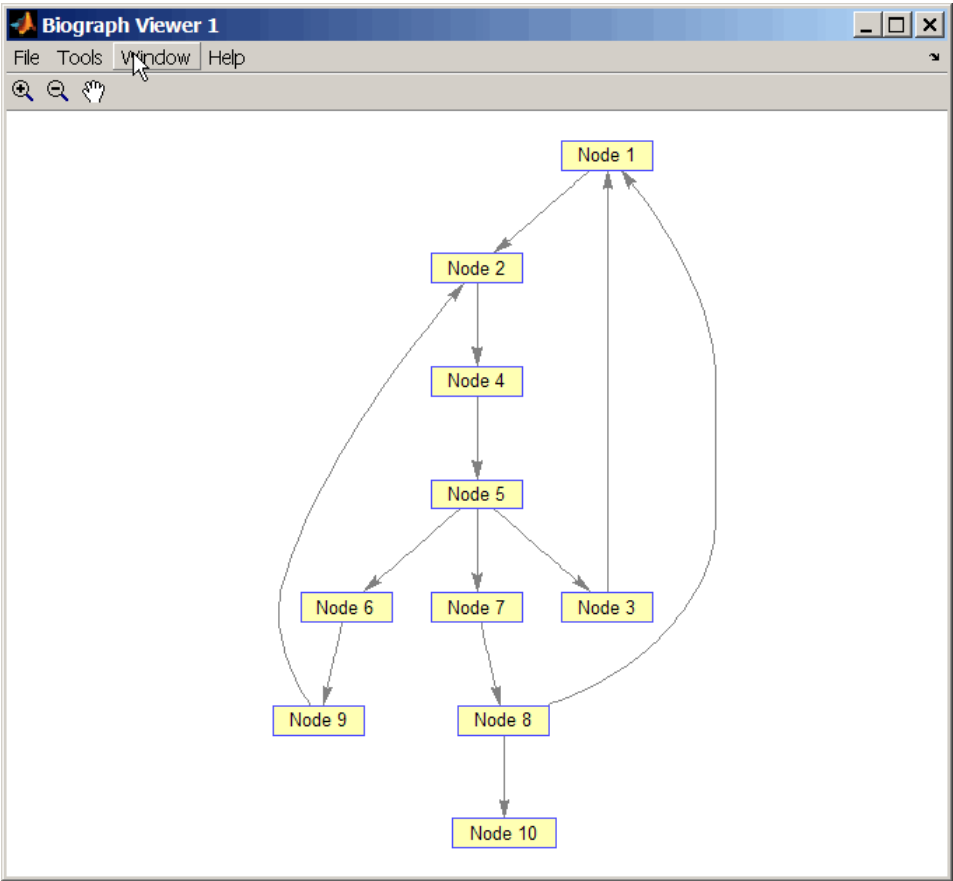 Biograph Viewer 1
File Tools Window Help
Node 1
Node 2
Node 4
Node 5
Node 6 Node 7 Node 3
Node 9 Node 8
Node 10